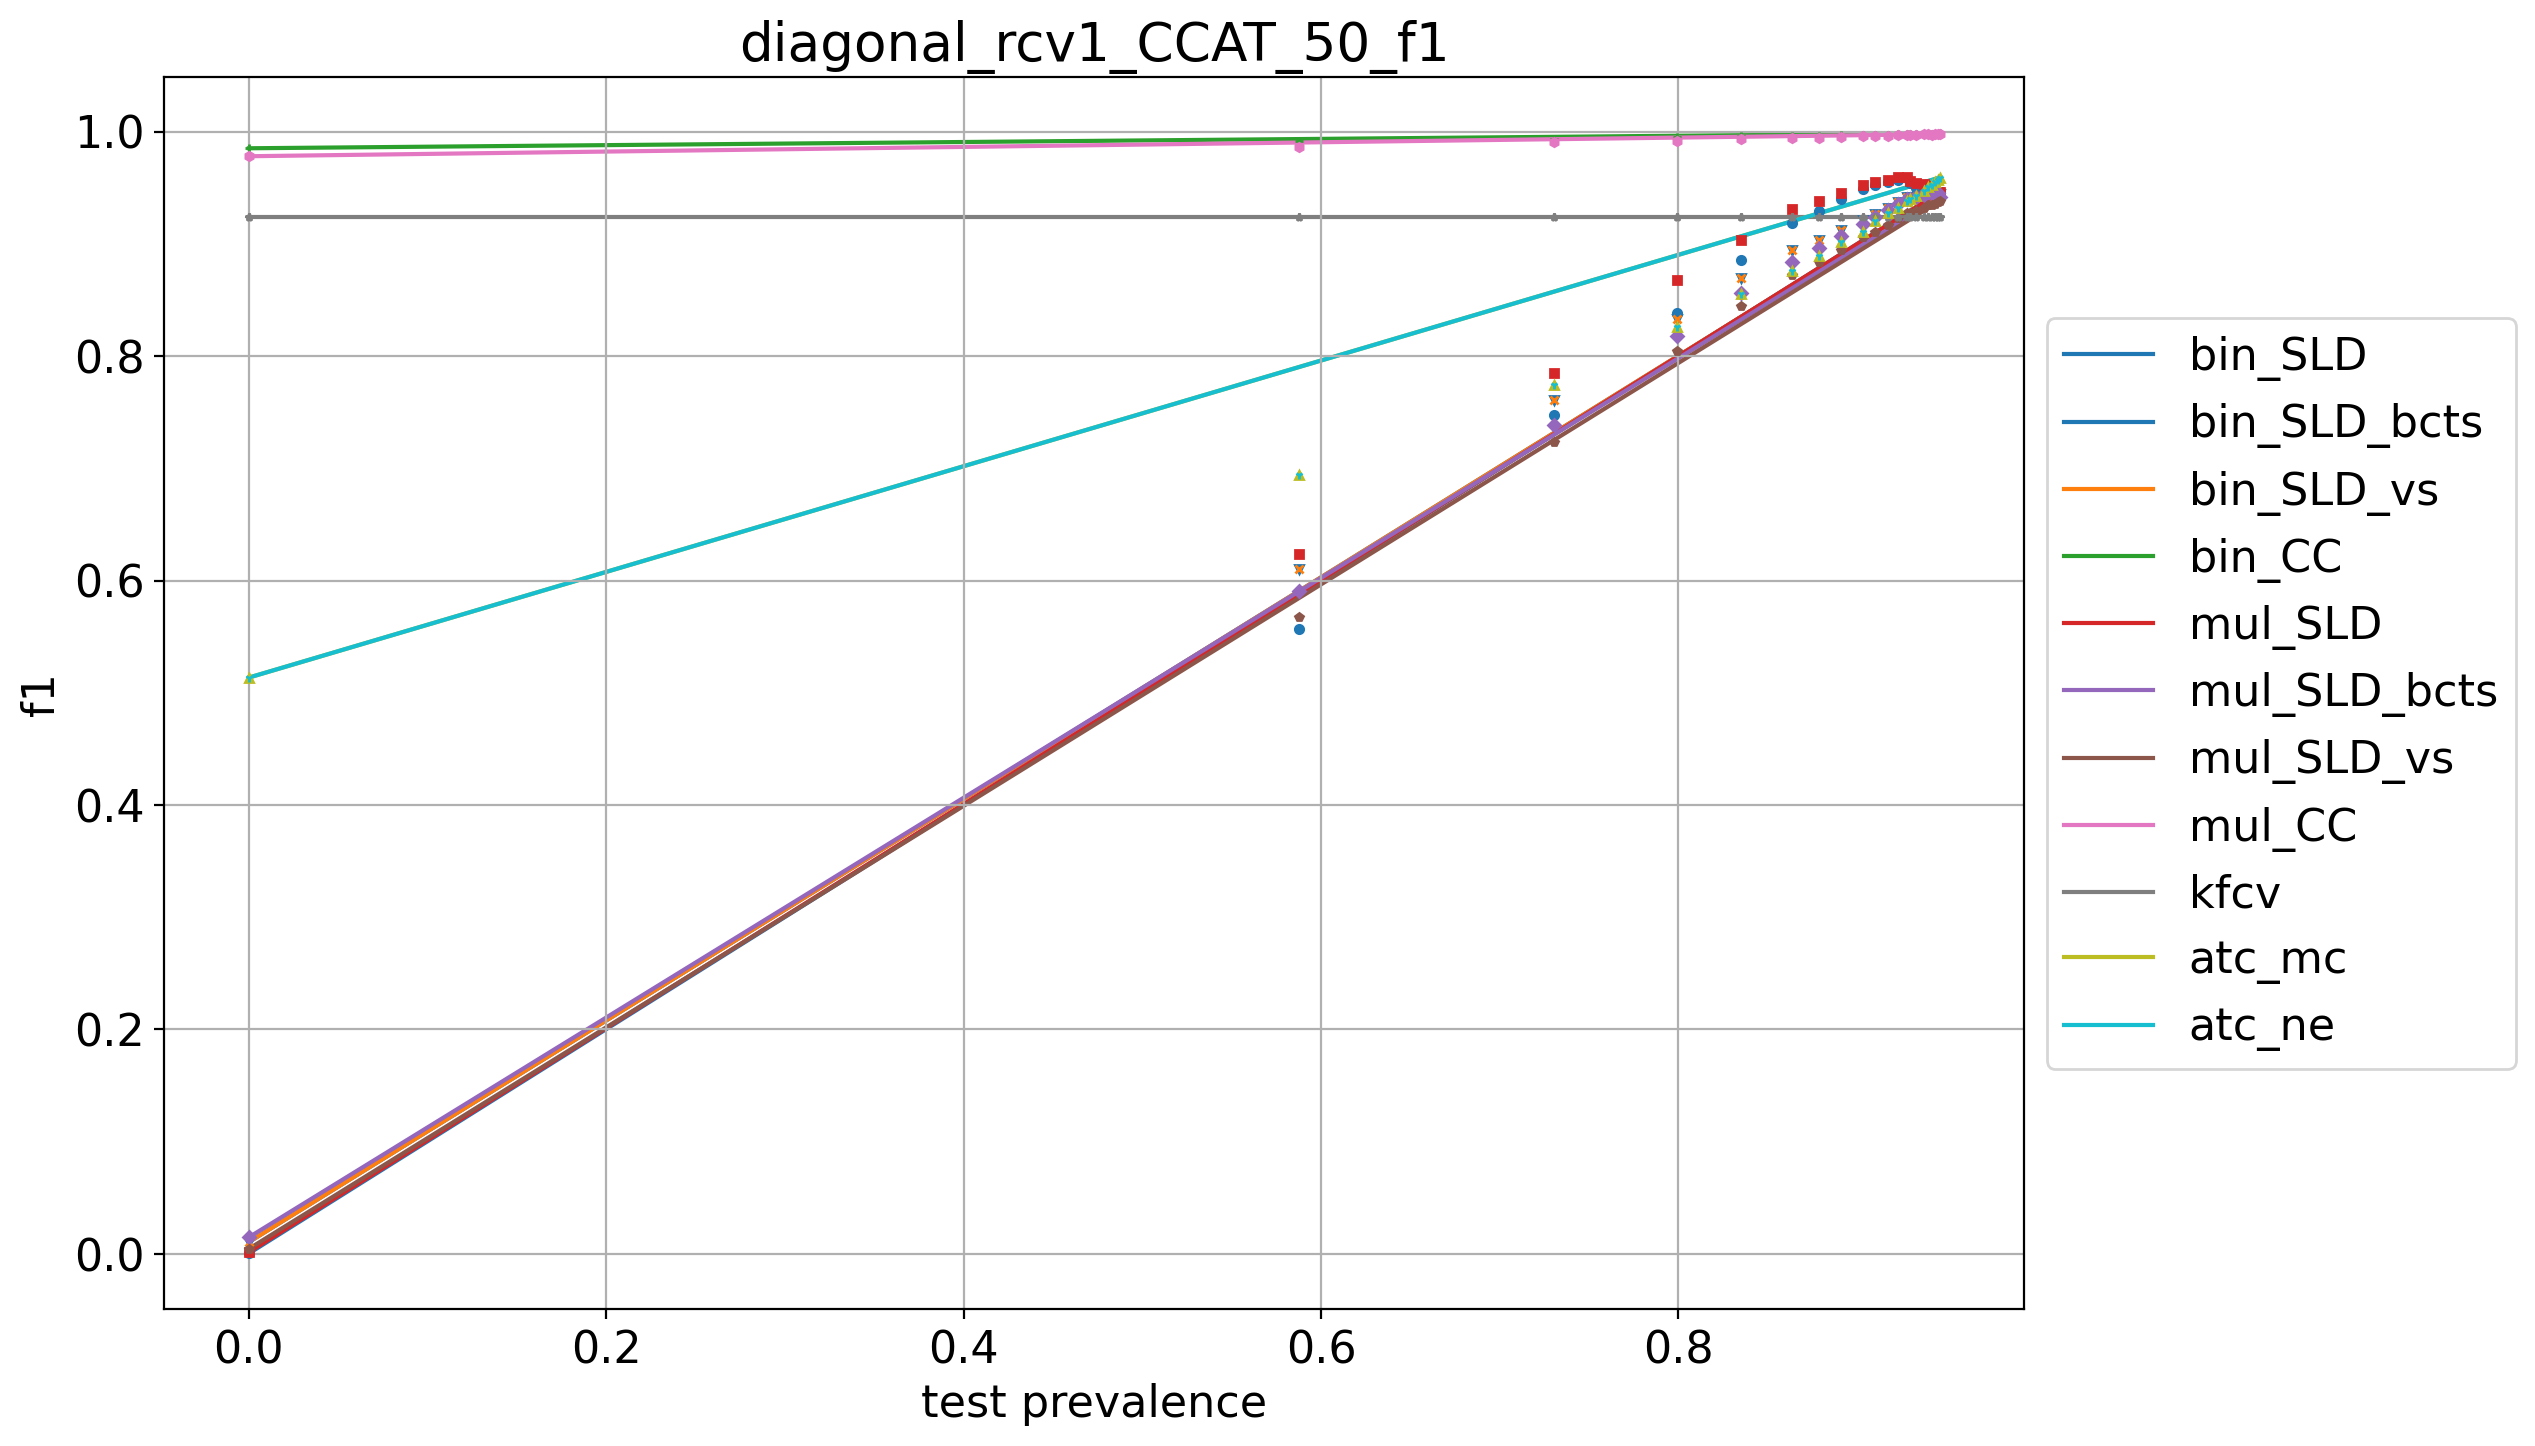 diagonal_rcv1_CCAT_50_f1
1.0
0.8
0.6
0.4
0.2
0.0
f1
0.0 0.2 0.4 0.6 0.8
test prevalence
bin_SLD
bin_SLD_bcts
bin_SLD_vs
bin_CC
mul_SLD
mul_SLD_bcts
mul_SLD_vs
mul_CC
kfcv
atc_mc
atc_ne